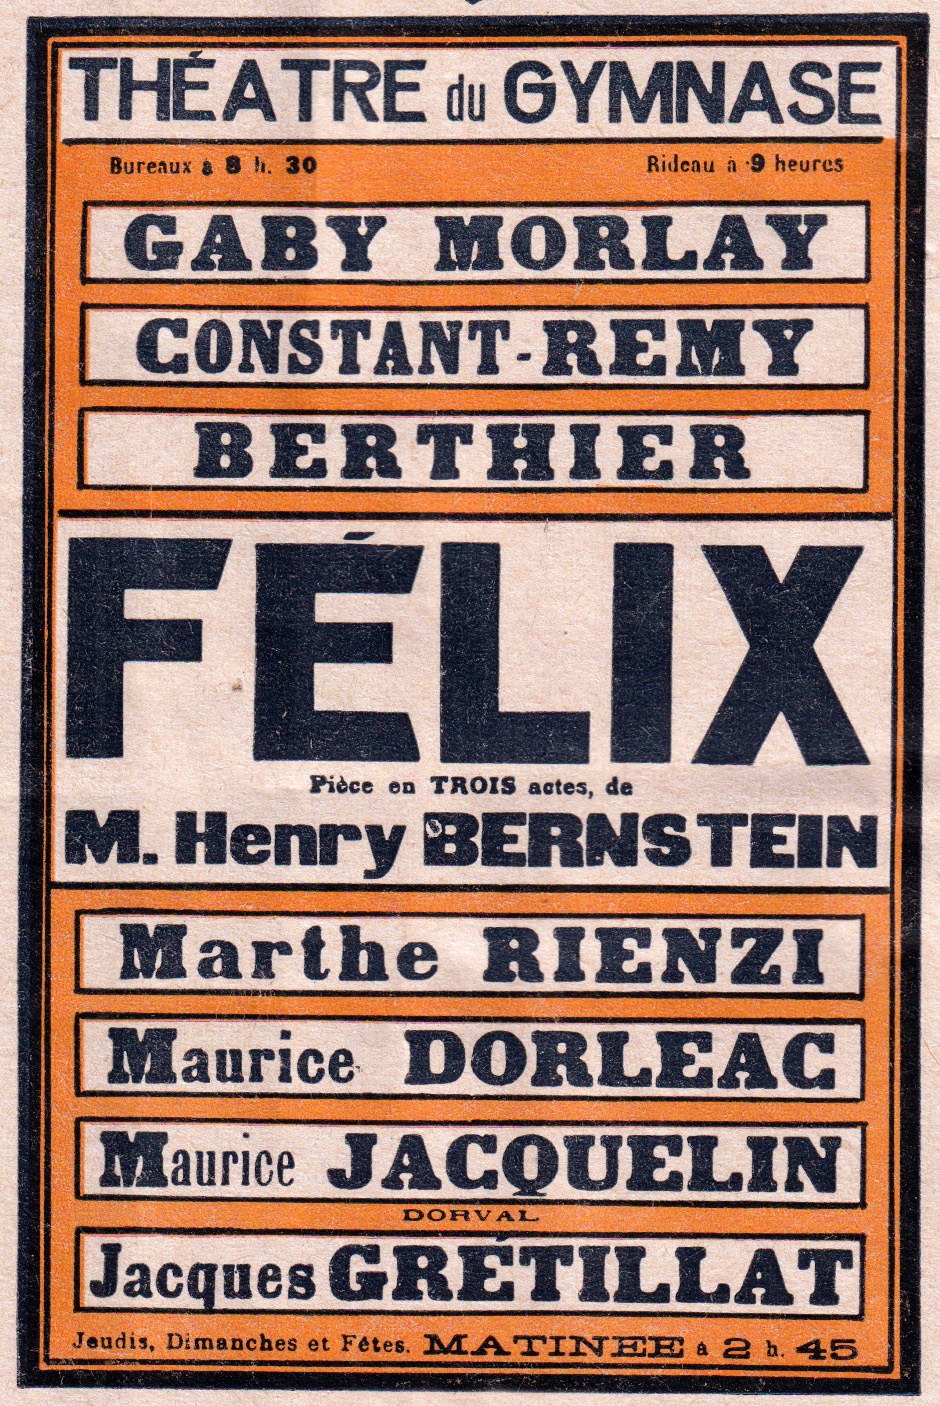 THÉATRE du GYMNASE
Bureaux à 8 h. 30 Rideau à 9 heures
GABY MORLAY
CONSTANT-REMY
BERTHIER
FÉLIX
Pièce en TROIS actes, de
M. Henry BERNSTEIN
Marthe RIENZI
Maurice DORLEAC
Maurice JACQUELIN
DORVAL
Jacques GRÉTILLAT
Jeudis, Dimanches et Fêtes. MATINEE à 2 h. 45